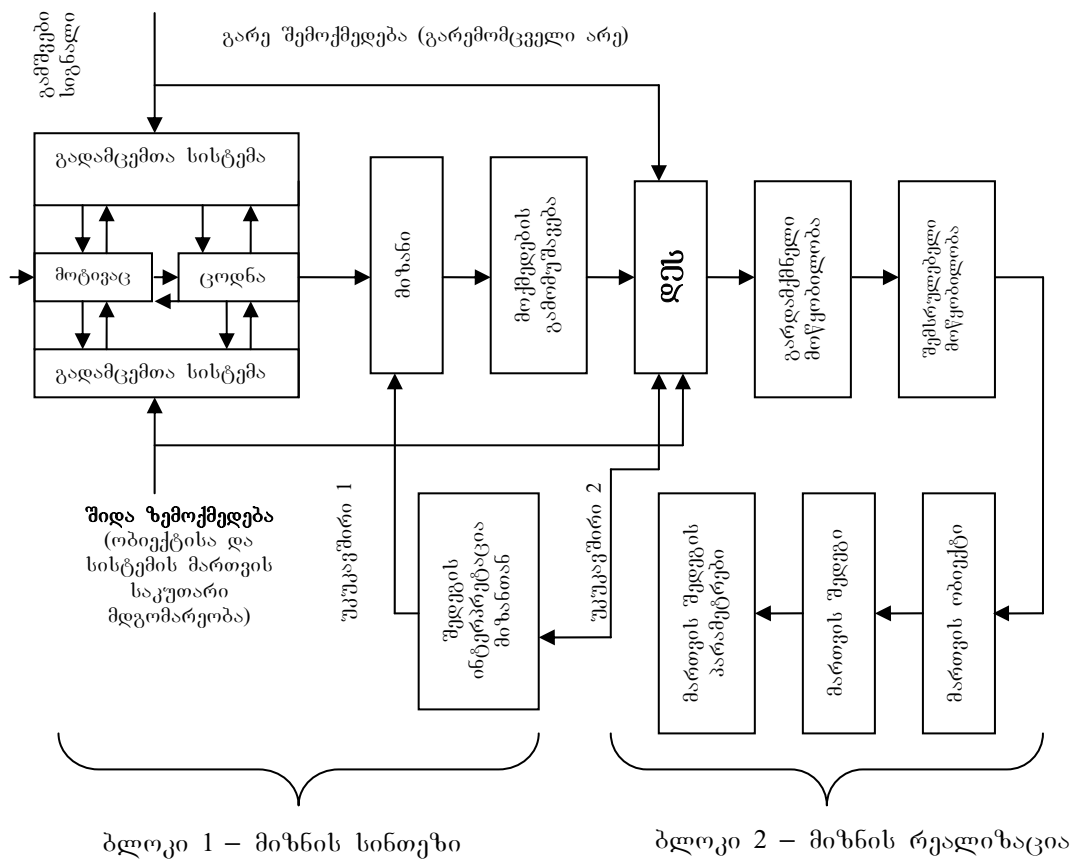 გამშვები
სიგნალი
გარე შემოქმედება (გარემომცველი არე)
გადამცემთა სისტემა
მოტივაც
ცოდნა
გადამცემთა სისტემა
მიზანი
მოქმედების
გამომუშავება
დეს
გარდამქმნელი
მოწყობილობა
შემსრულებელი
მოწყობილობა
შიდა ზემოქმედება
(ობიექტისა და
სისტემის მართვის
საკუთარი
მდგომარეობა)
უკუკავშირი 1
შედეგის
ინტერპრეტაცია
მიზანთან
უკუკავშირი 2
მართვის შედეგის
პარამეტრები
მართვის შედეგი
მართვის ობიექტი
ბლოკი 1 – მიზნის სინთეზი
ბლოკი 2 – მიზნის რეალიზაცია